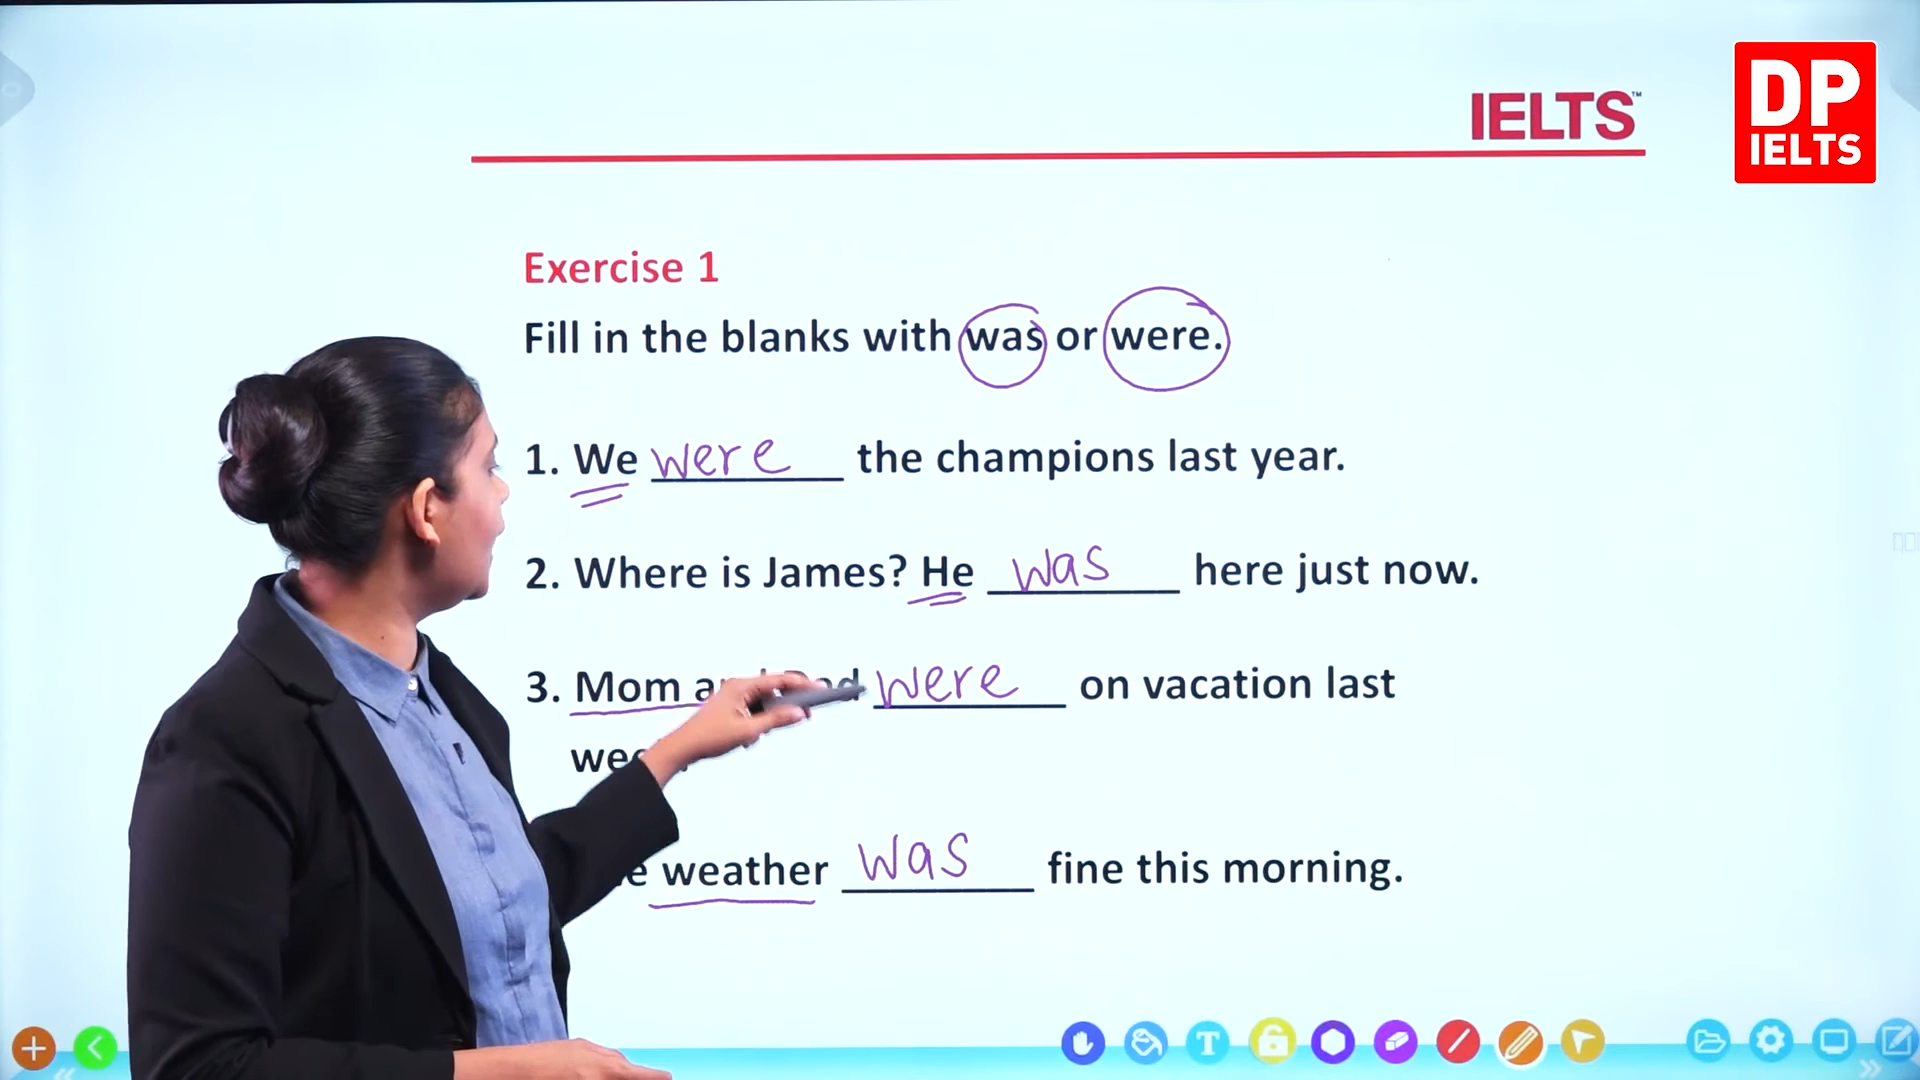 IELTS™
DP
IELTS
Exercise 1
Fill in the blanks with was or were.
1. We were the champions last year.
2. Where is James? He was here just now.
3. Mom Dad were on vacation last
weather was fine this morning.
T